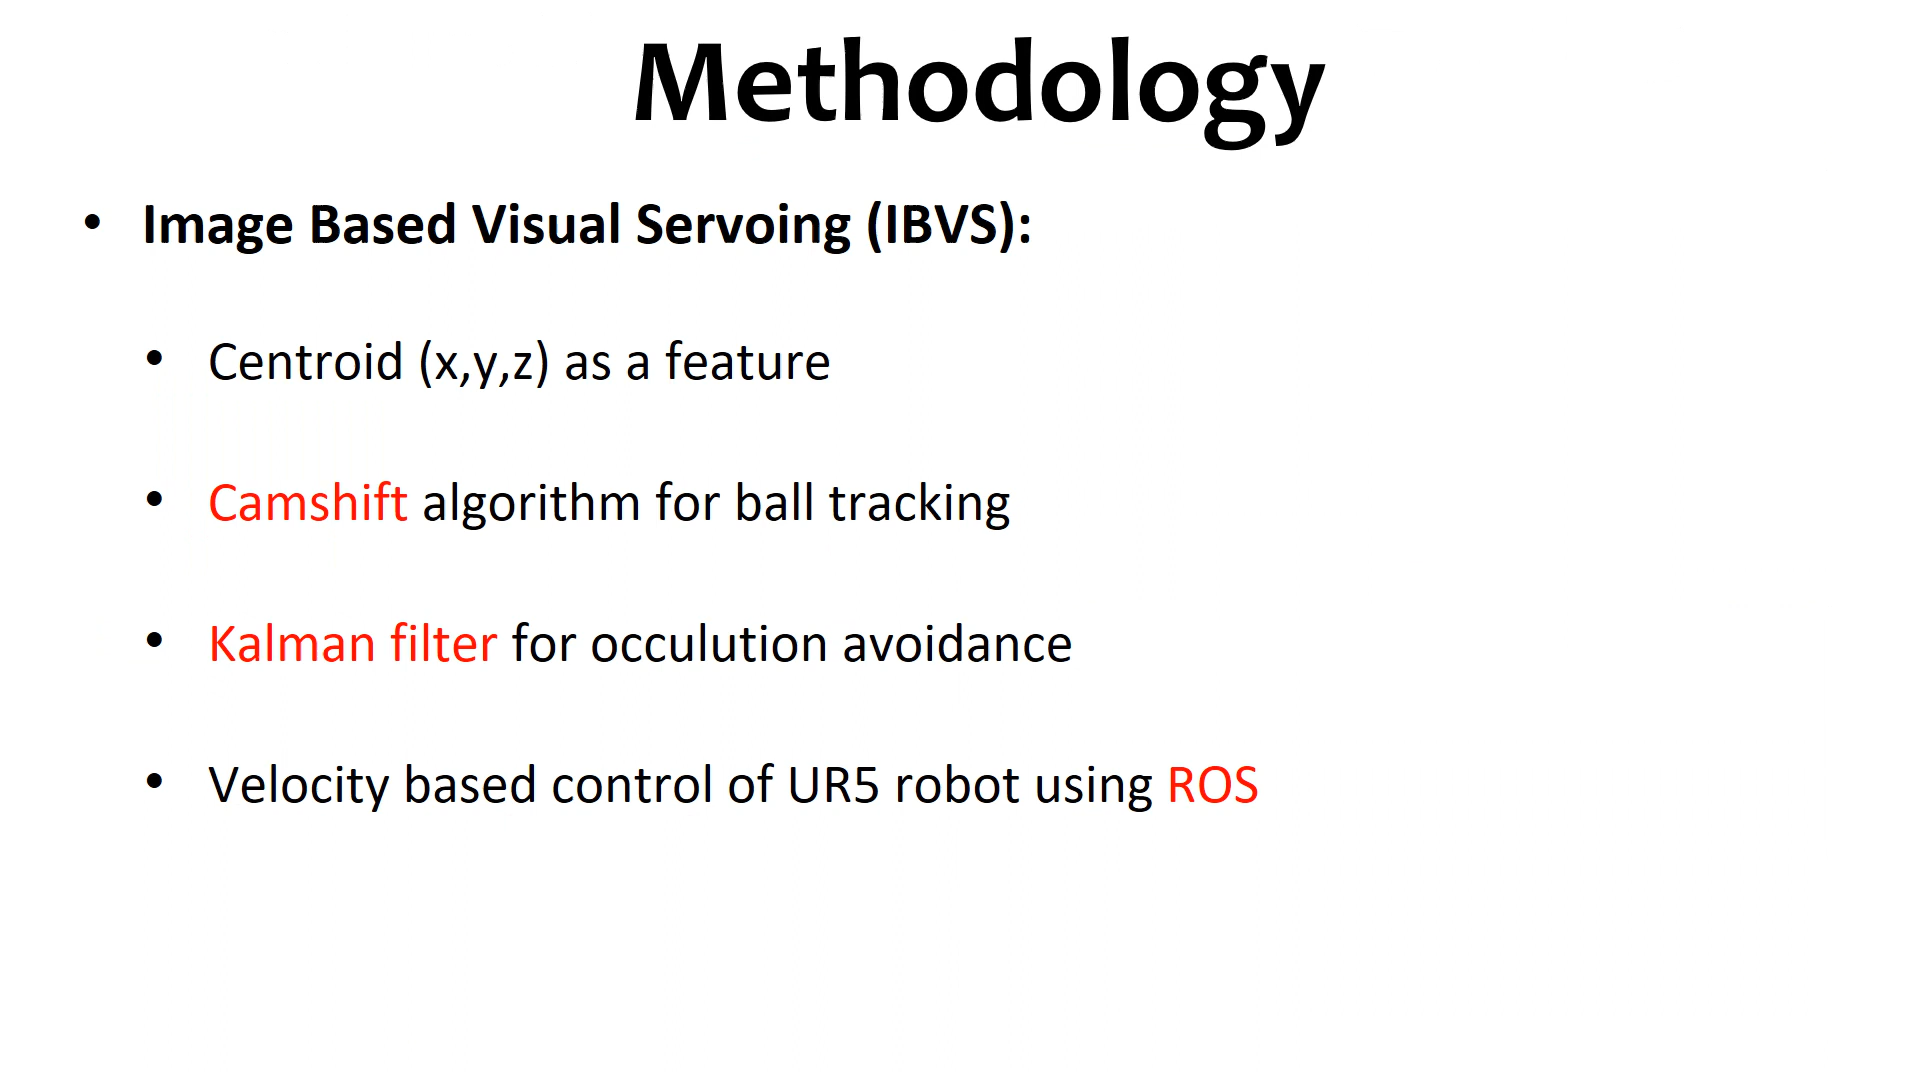 Methodology
• Image Based Visual Servoing (IBVS):
• Centroid (x,y,z) as a feature
• Camshift algorithm for ball tracking
• Kalman filter for occulution avoidance
• Velocity based control of UR5 robot using ROS